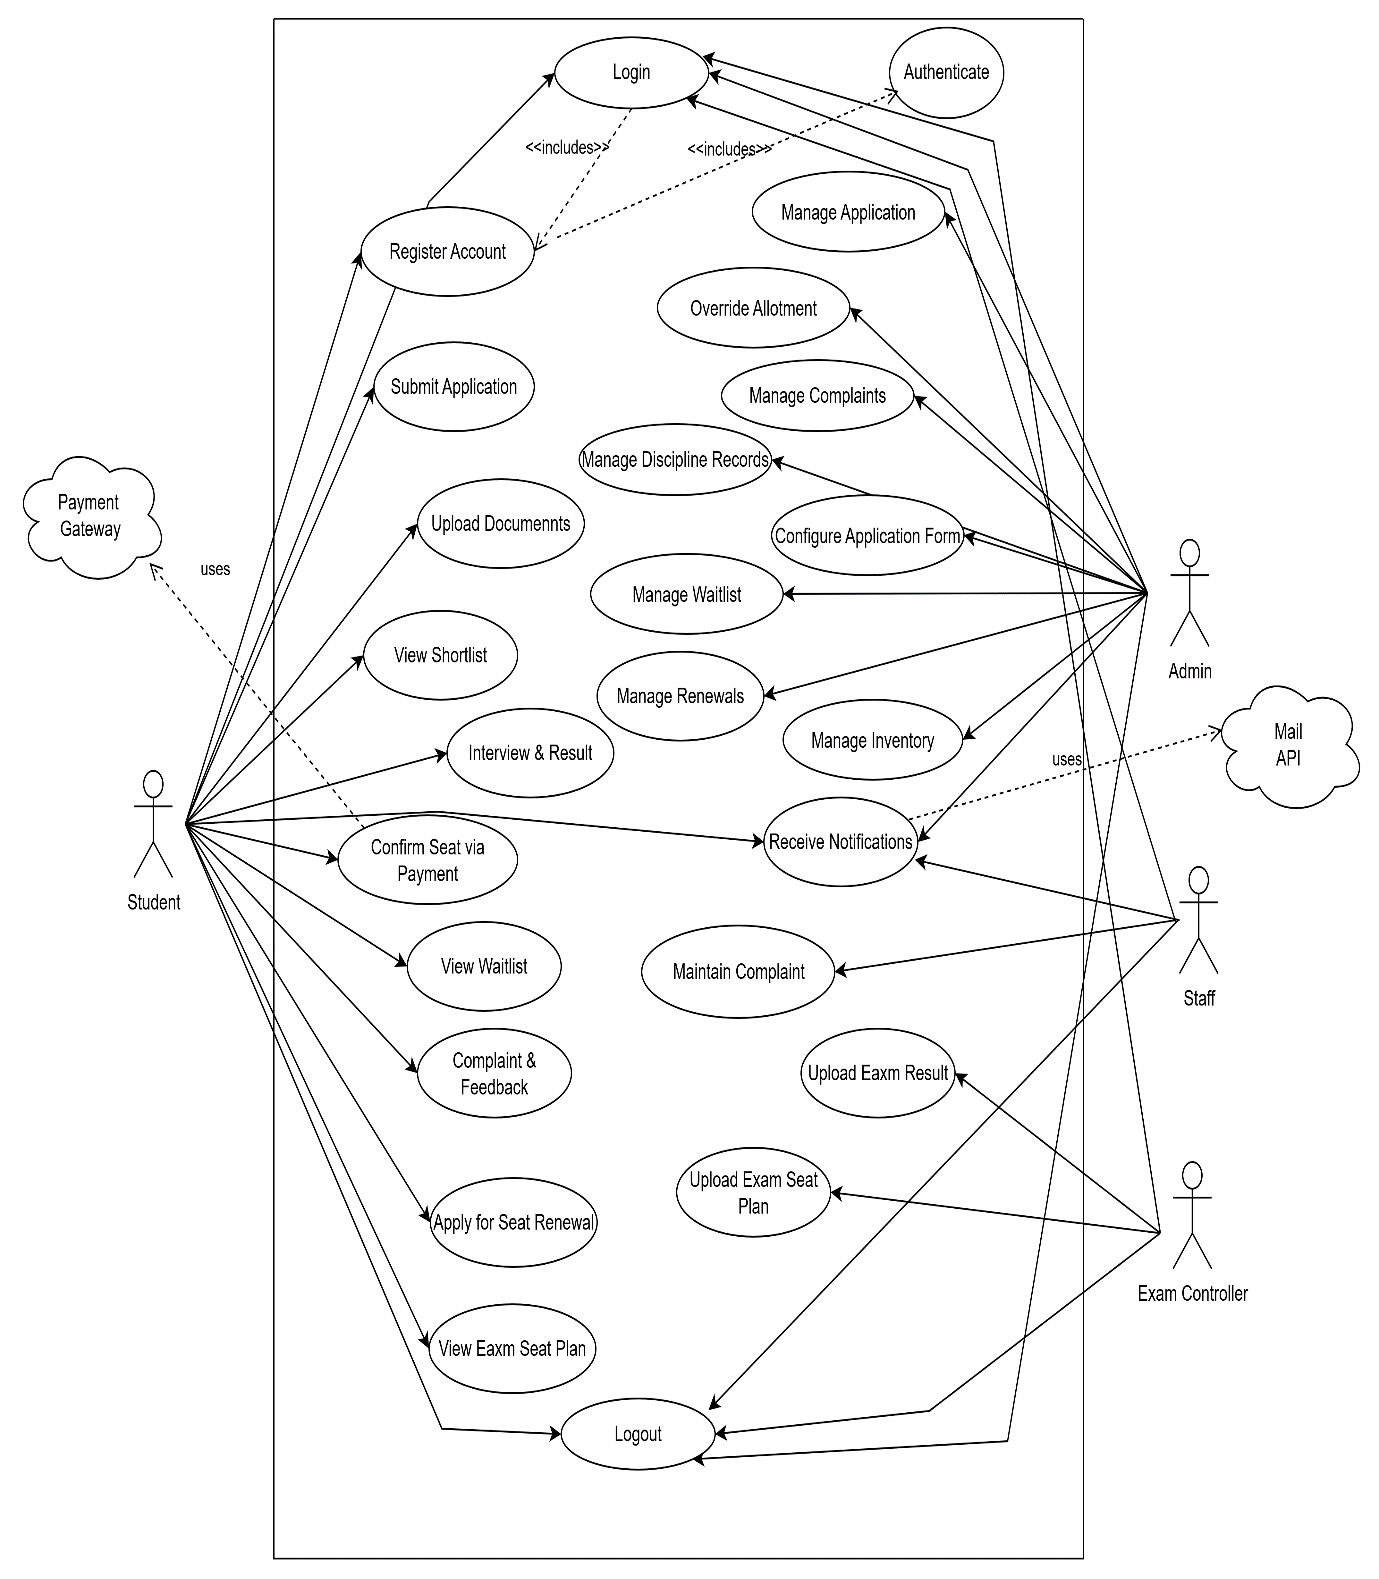 Login
Authenticate
<<includes>>
<<includes>>
Manage Application
Register Account
Override Allotment
Submit Application
Manage Complaints
Manage Discipline Records
Payment
Gateway
Upload Documennts
Configure Application Form
uses
Manage Waitlist
View Shortlist
Admin
Manage Renewals
Interview & Result
Manage Inventory
uses
Mail
API
Confirm Seat via
Payment
Receive Notifications
Student
View Waitlist
Maintain Complaint
Staff
Complaint &
Feedback
Upload Eaxm Result
Upload Exam Seat
Plan
Apply for Seat Renewal
Exam Controller
View Eaxm Seat Plan
Logout